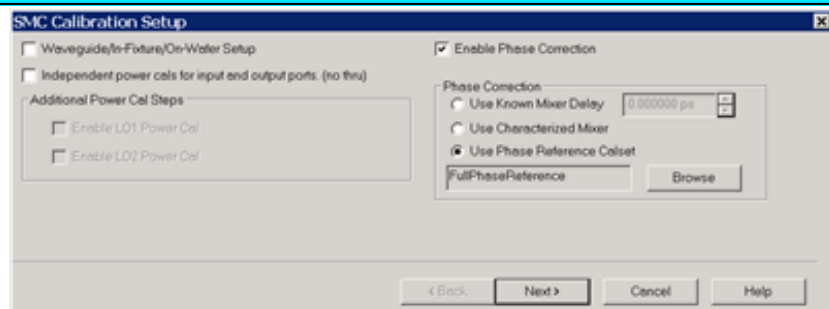 SMC Calibration Setup
Waveguide/In-Fixture/On-Wafer Setup
Independent power cals for input and output ports. (no thru)
Additional Power Cal Steps
Enable LO1 Power Cal
Enable LO2 Power Cal
Enable Phase Correction
Phase Correction
Use Known Mixer Delay 0.000000 ps
Use Characterized Mixer
Use Phase Reference Calset
FullPhaseReference Browse
< Back Next > Cancel Help